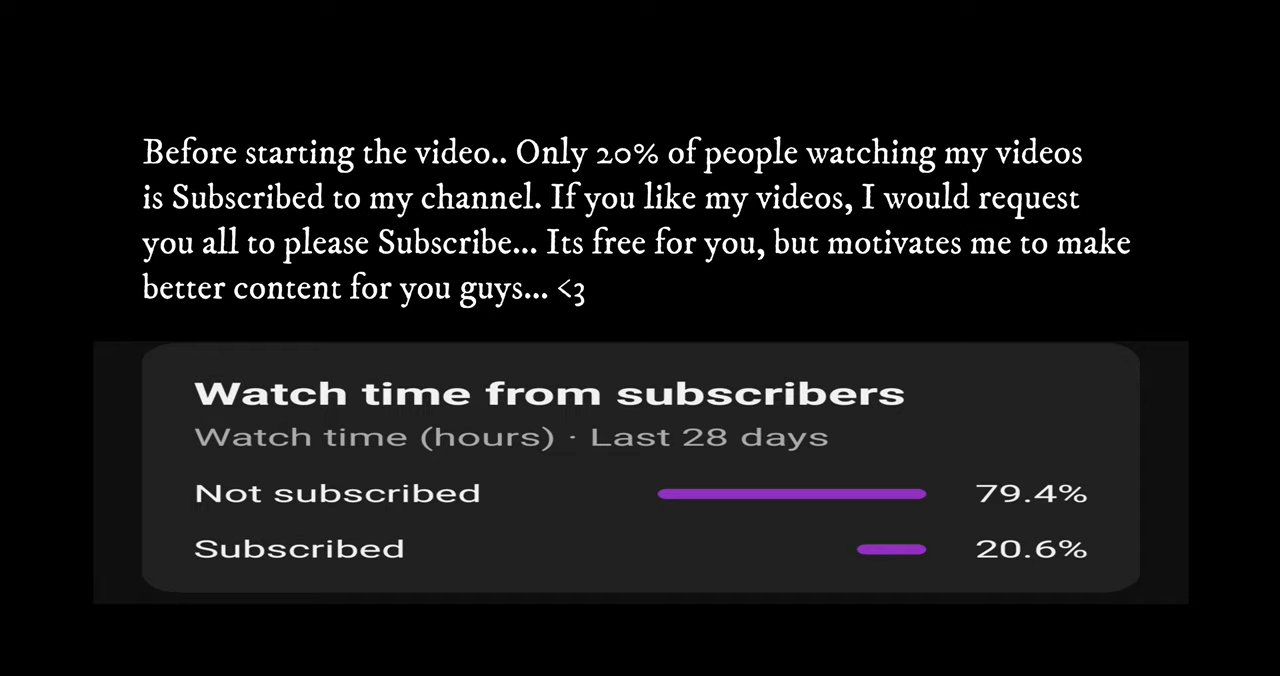 Before starting the video.. Only 20% of people watching my videos
is Subscribed to my channel. If you like my videos, I would request
you all to please Subscribe... Its free for you, but motivates me to make
better content for you guys... <3
Watch time from subscribers
Watch time (hours) · Last 28 days
Not subscribed 79.4%
Subscribed 20.6%